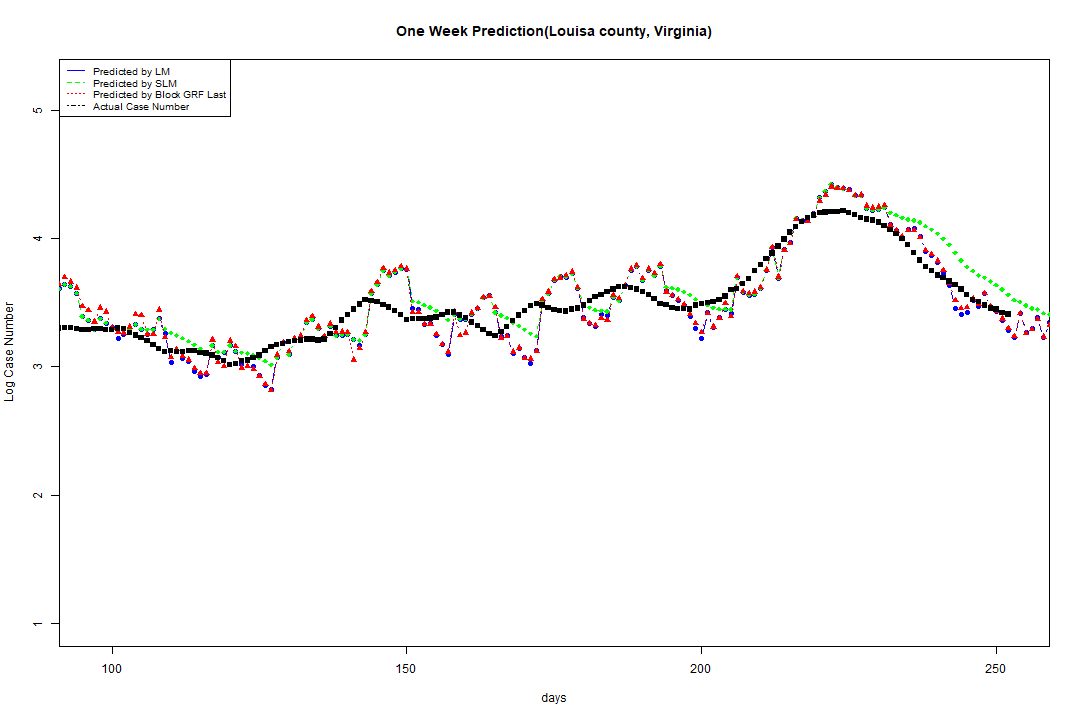 One Week Prediction(Louisa county, Virginia)
Predicted by LM
Predicted by SLM
Predicted by Block GRF Last
Actual Case Number
5
4
3
2
1
Log Case Number
100
150
200
250
days